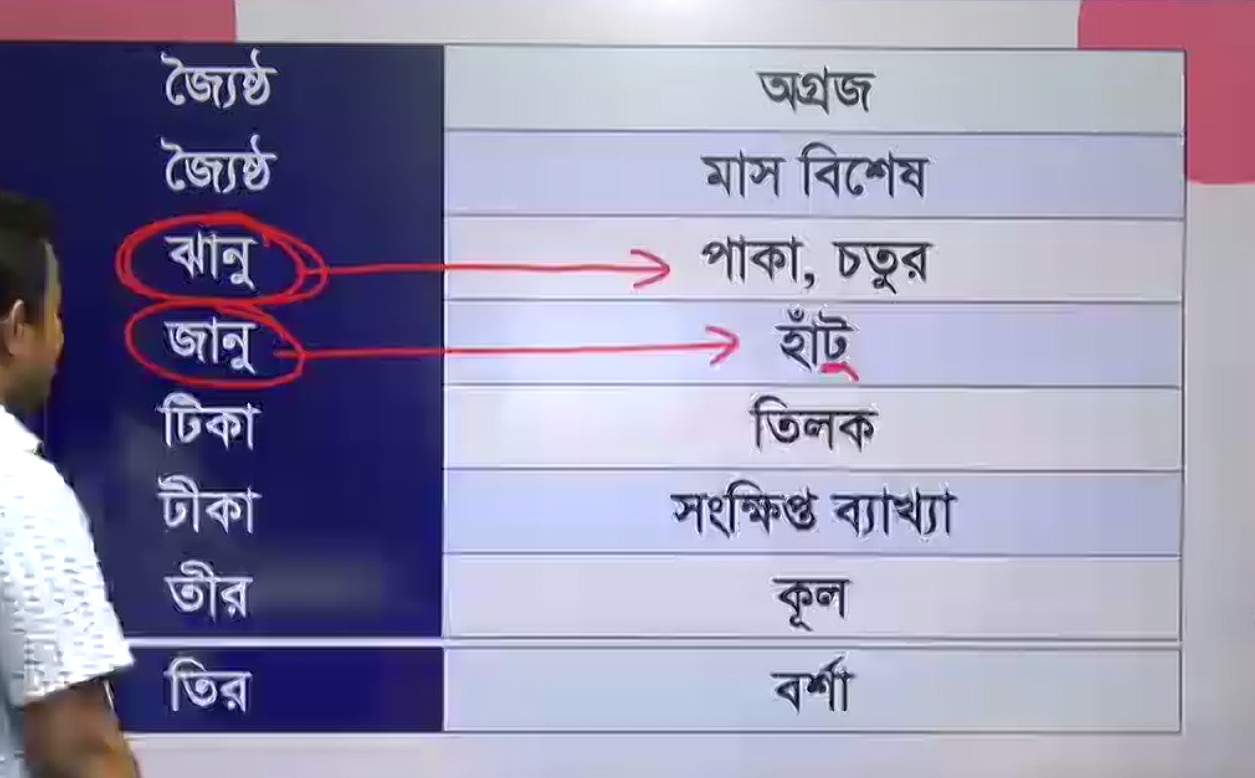 জ্যৈষ্ঠ অগ্রজ
জ্যৈষ্ঠ মাস বিশেষ
ঝানু পাকা, চতুর
জানু হাঁটু
টিকা তিলক
টীকা সংক্ষিপ্ত ব্যাখ্যা
তীর কূল
তির বর্শা